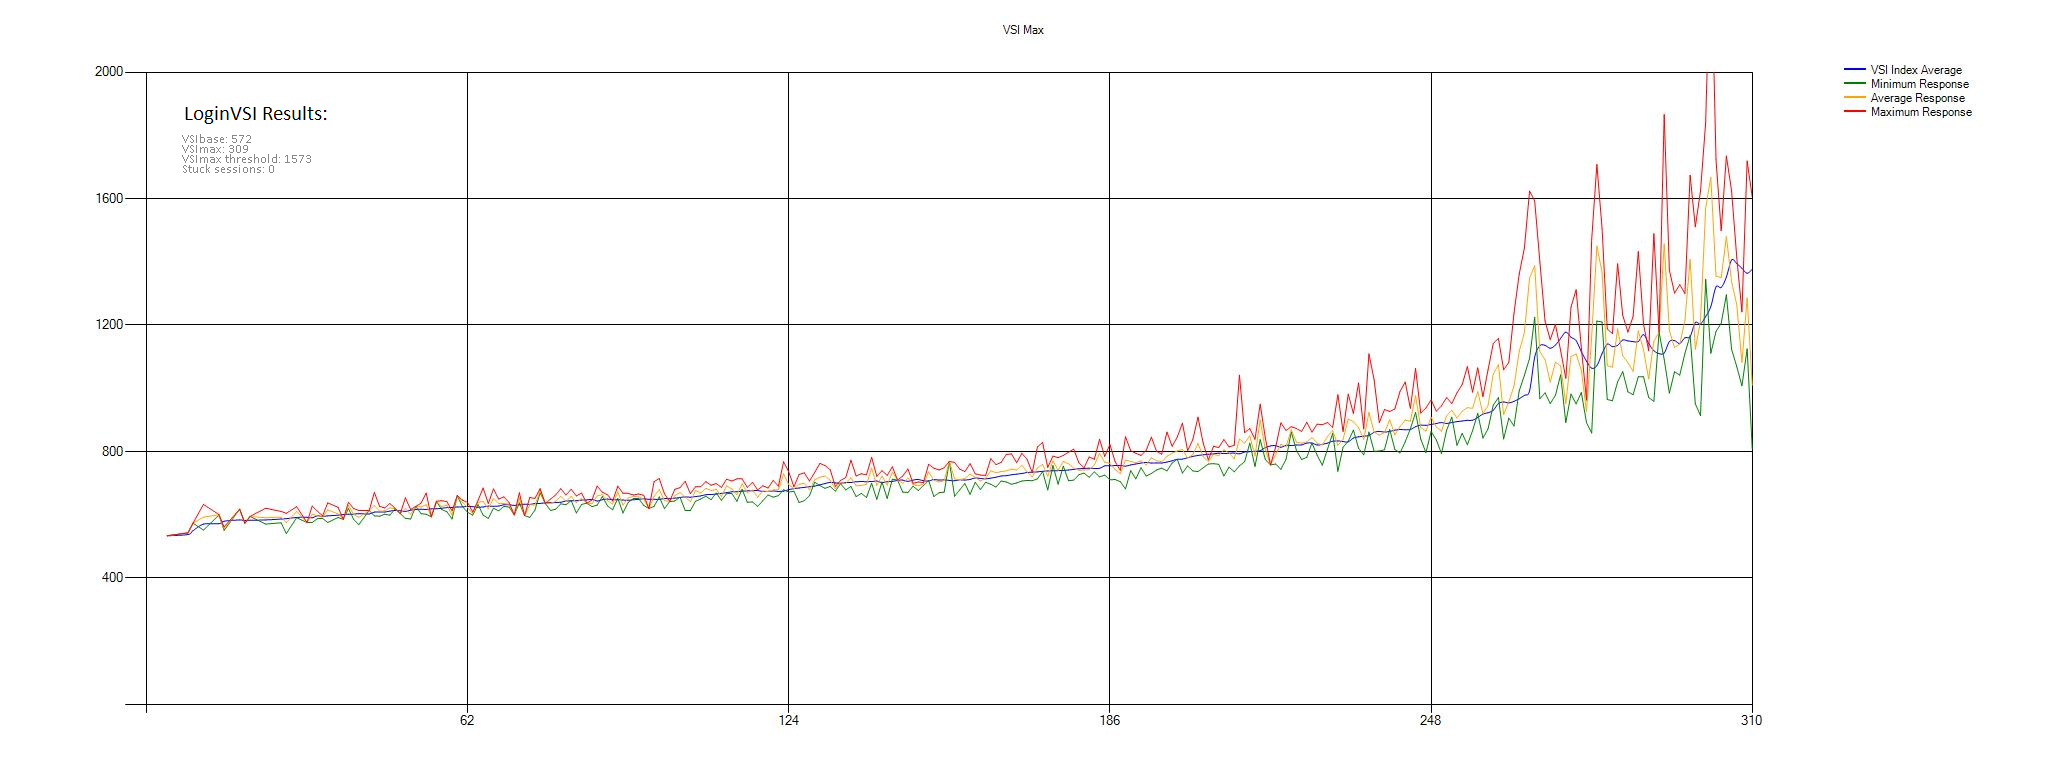 VSI Max
2000
1600
1200
800
400
LoginVSI Results:
VSIbase: 572
VSImax: 309
VSImax threshold: 1573
Stuck sessions: 0
VSI Index Average
Minimum Response
Average Response
Maximum Response
62
124
186
248
310